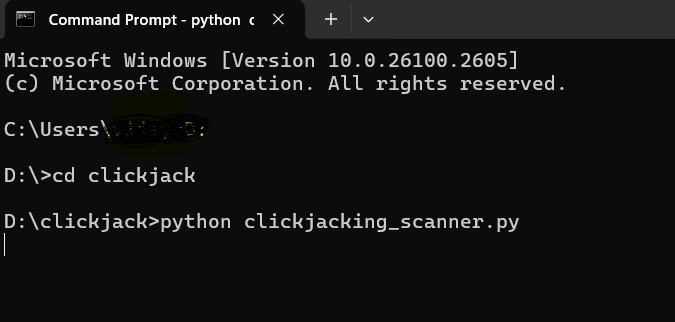 Command Prompt - python c
Microsoft Windows [Version 10.0.26100.2605]
(c) Microsoft Corporation. All rights reserved.
C:\Users\
D:\>cd clickjack
D:\clickjack>python clickjacking_scanner.py